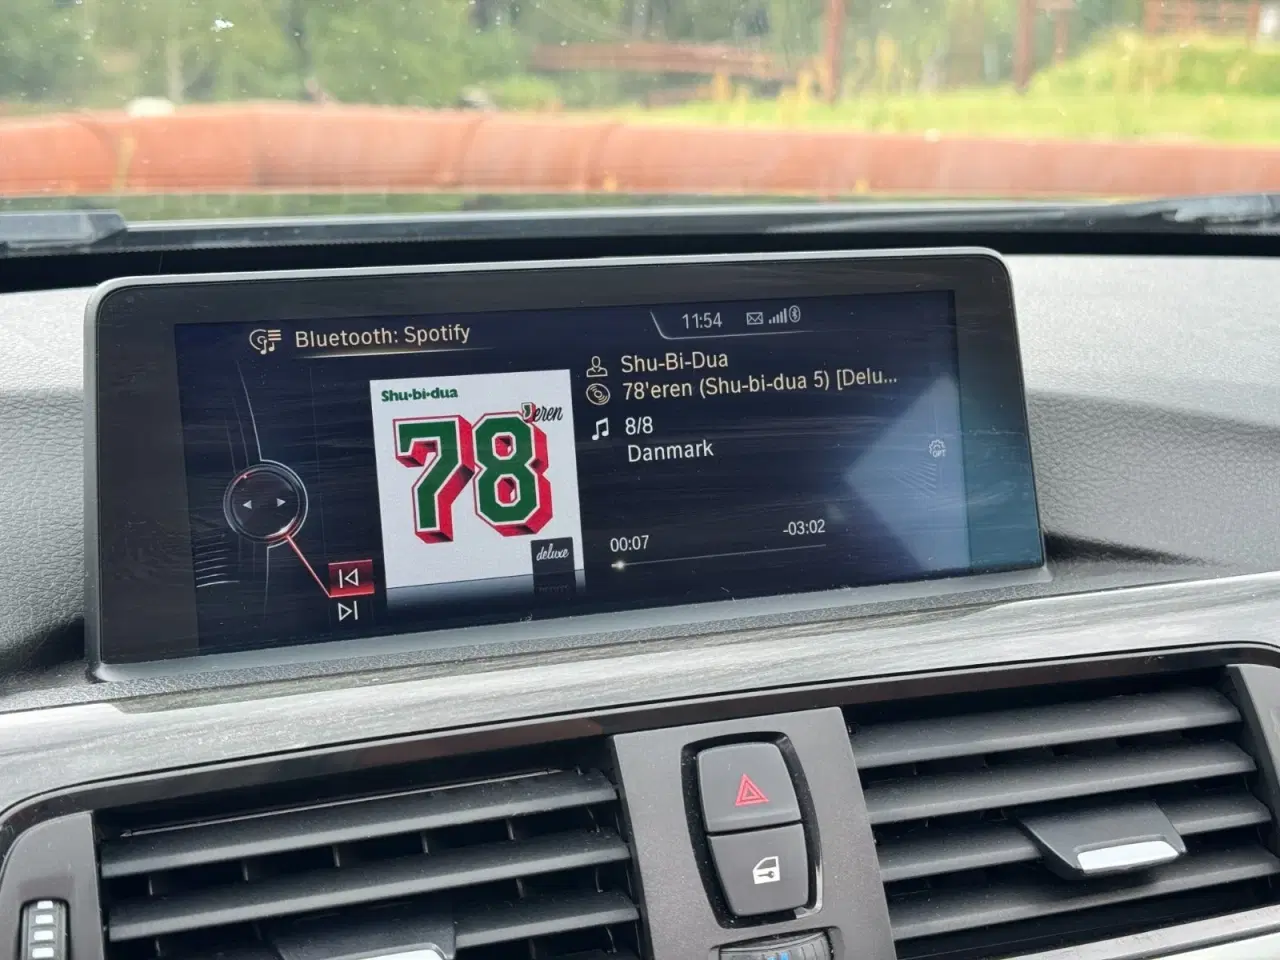 Bluetooth: Spotify
11:54
Shu-Bi-Dua
78'eren (Shu-bi-dua 5) [Delu...
8/8
Danmark
00:07
-03:02
Shu•bi•dua
78'eren
deluxe
OFF